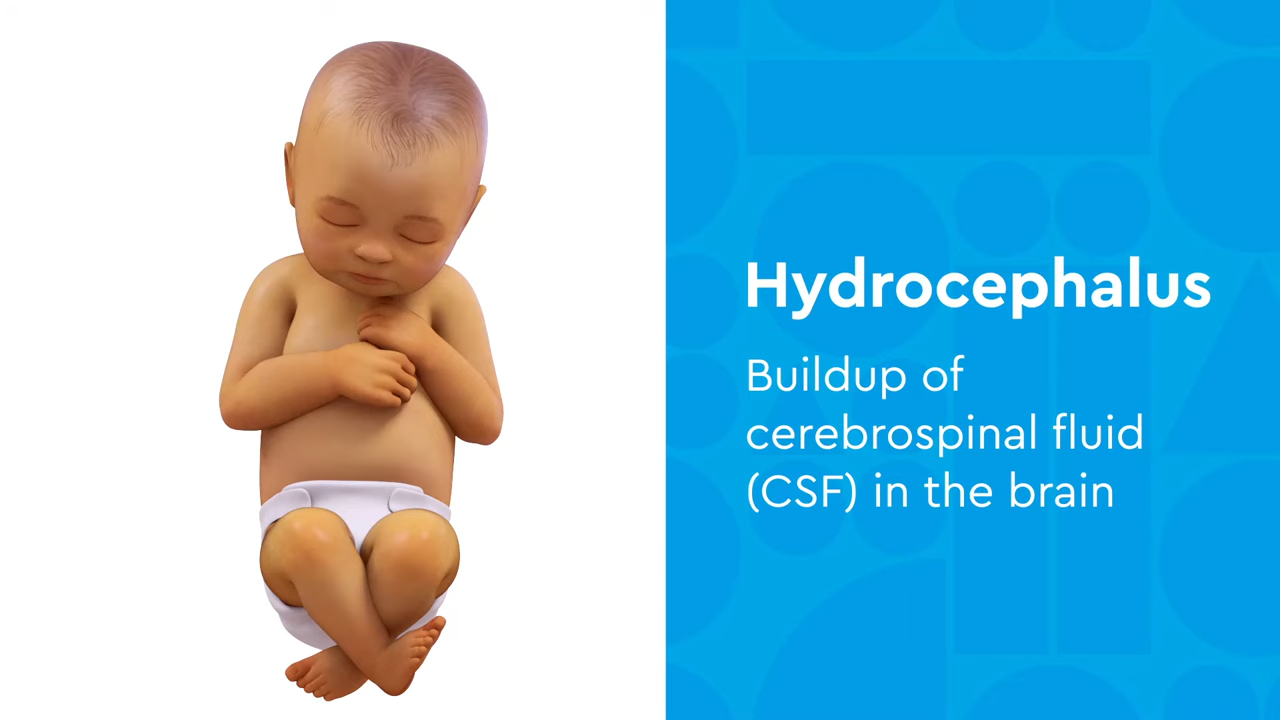 Hydrocephalus
Buildup of
cerebrospinal fluid
(CSF) in the brain